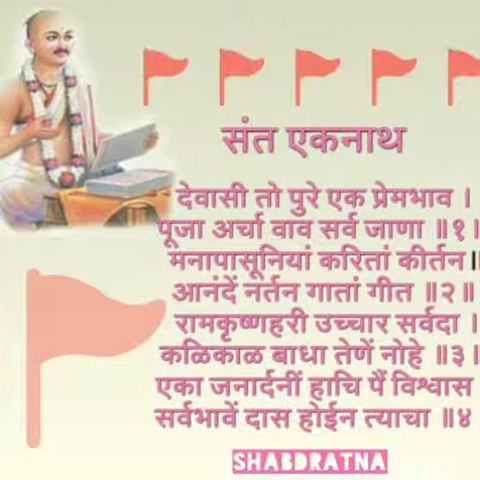 संत एकनाथ
देवासी तो पुरे एक प्रेमभाव ।
पूजा अर्चा वाव सर्व जाणा ॥१॥
मनापासूनियां करितां कीर्तन ॥
आनंदें नर्तन गातां गीत ॥२॥
रामकृष्णहरी उच्चार सर्वदा ।
कळिकाळ बाधा तेणें नोहे ॥३॥
एका जनार्दनीं हाचि पैं विश्वास
सर्वभावें दास होईन त्याचा ॥४
SHABDRATNA